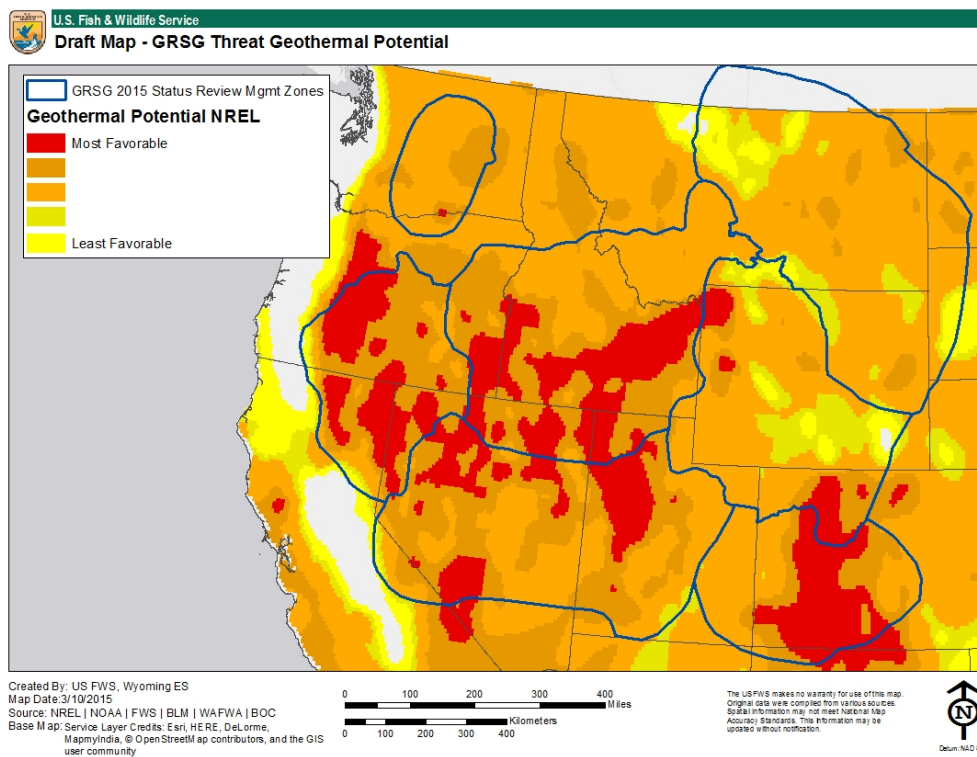 U.S. Fish & Wildlife Service
Draft Map - GRSG Threat Geothermal Potential
GRSG 2015 Status Review Mgmt Zones
Geothermal Potential NREL
Most Favorable
Least Favorable
Created By: US FWS, Wyoming ES
Map Date:3/10/2015
Source: NREL | NOAA | FWS | BLM | WAFWA | BOC
Base Map: Service Layer Credits: Esri, HERE, DeLorme,
MapmyIndia, © OpenStreetMap contributors, and the GIS
user community
0 100 200 300 400
Miles
Kilometers
0 100 200 300 400
The USFWS makes no warranty for use of this map.
Original data were compiled from various sources.
Spatial information may not meet National Map
Accuracy Standards. This information may be
updated without notification.
N
Datum: NAD